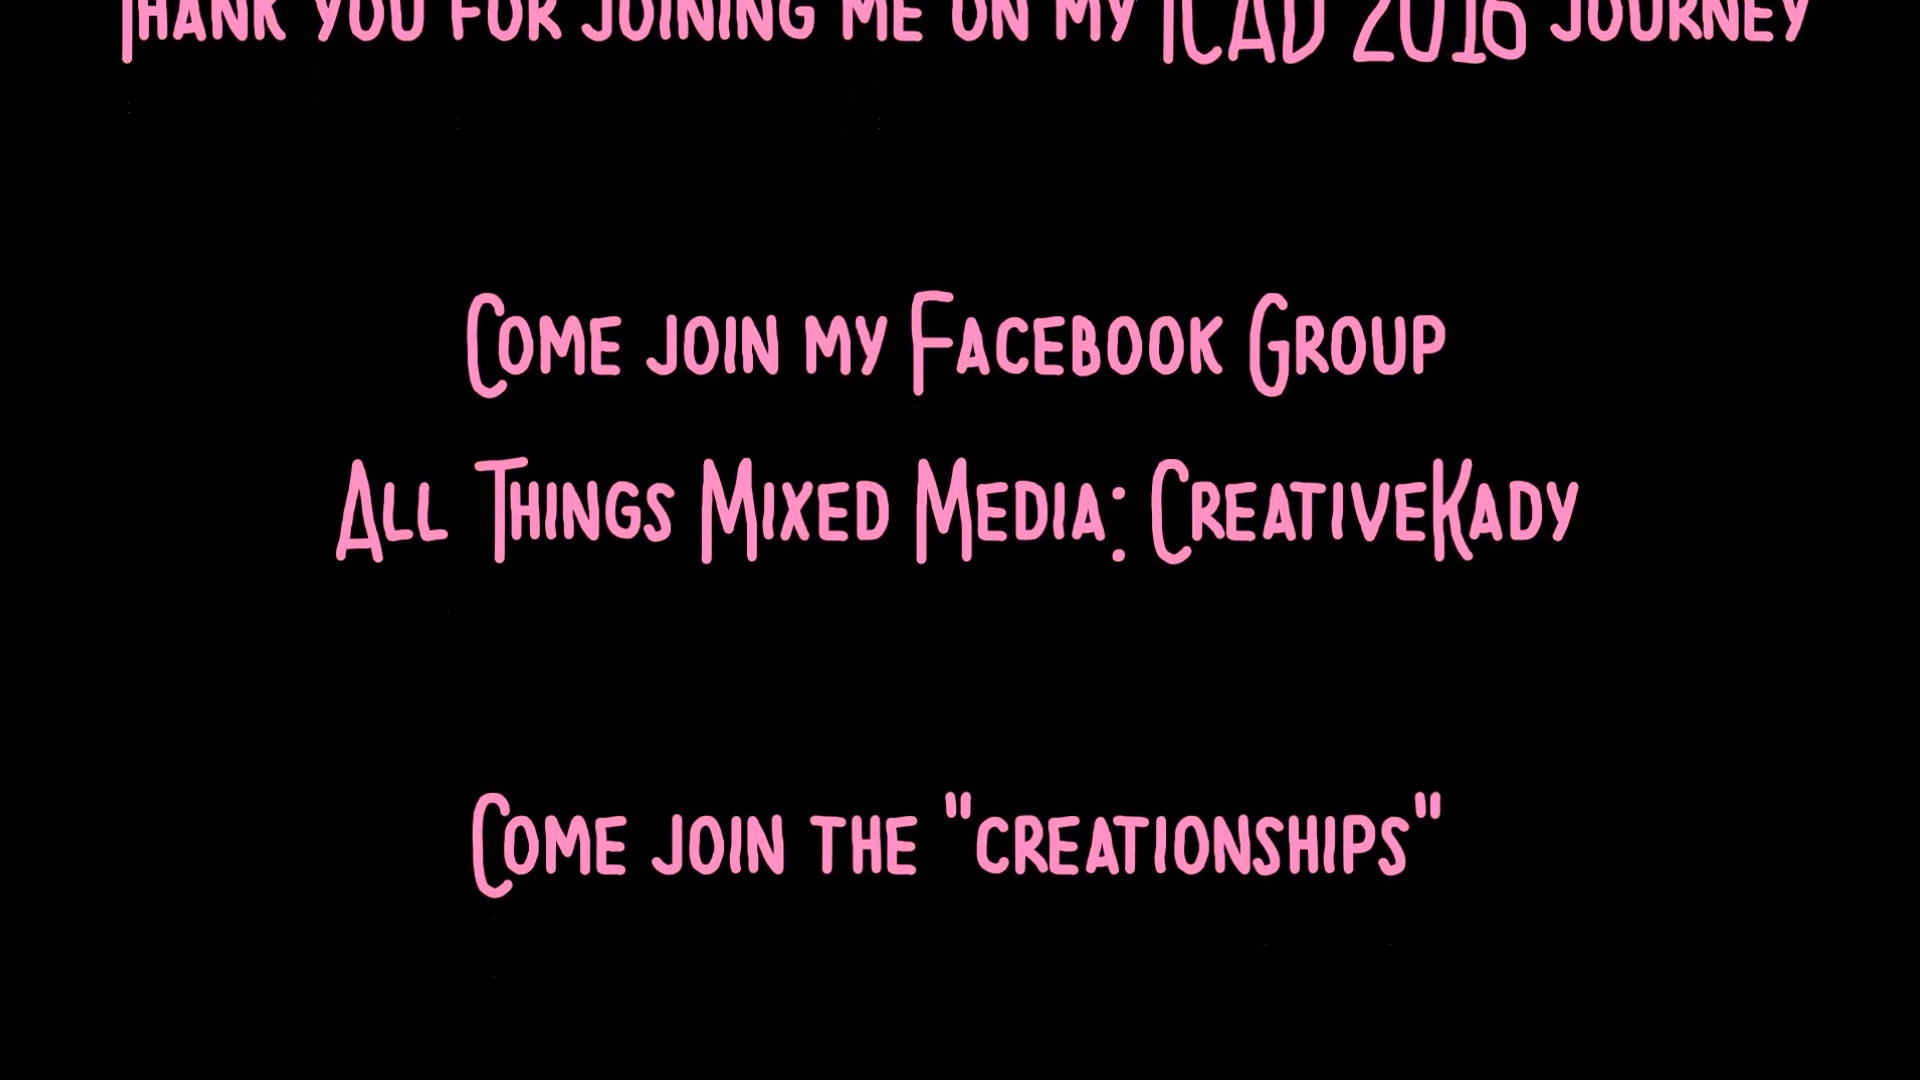 Thank you for joining me on my ICAD 2016 journey
Come join my Facebook Group
All Things Mixed Media: CreativeKady
Come join the "creationships"